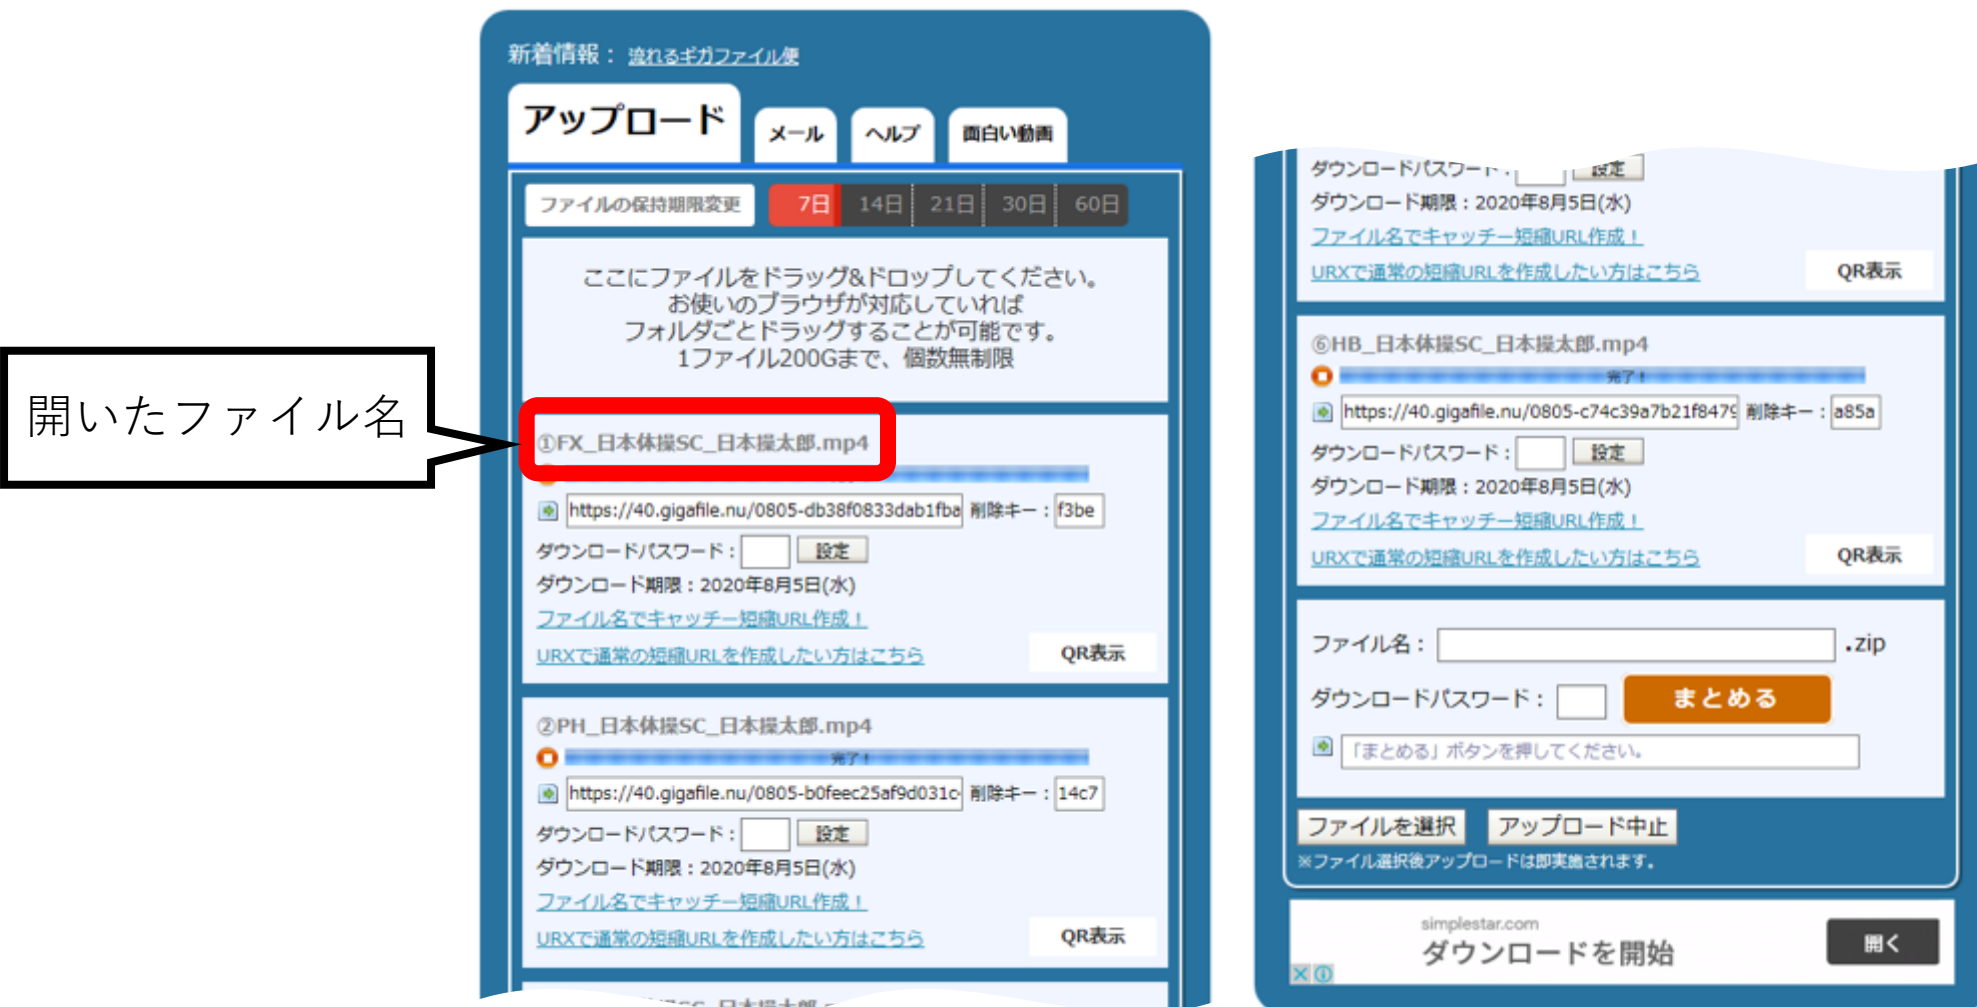 新着情報： 流れるギガファイル便
アップロード メール ヘルプ 面白い動画
ファイルの保持期限変更 7日 14日 21日 30日 60日
ここにファイルをドラッグ&ドロップしてください。
お使いのブラウザが対応していれば
フォルダごとドラッグすることが可能です。
1ファイル200Gまで、個数無制限
開いたファイル名
①FX_日本体操SC_日本操太郎.mp4
https://40.gigafile.nu/0805-db38f0833dab1fba 削除キー： f3be
ダウンロードパスワード： 設定
ダウンロード期限：2020年8月5日(水)
ファイル名でキャッチー短縮URL作成！
URXで通常の短縮URLを作成したい方はこちら QR表示
②PH_日本体操SC_日本操太郎.mp4
完了！
https://40.gigafile.nu/0805-b0feec25af9d031c 削除キー： 14c7
ダウンロードパスワード： 設定
ダウンロード期限：2020年8月5日(水)
ファイル名でキャッチー短縮URL作成！
URXで通常の短縮URLを作成したい方はこちら QR表示
ダウンロードパスワード： 設定
ダウンロード期限：2020年8月5日(水)
ファイル名でキャッチー短縮URL作成！
URXで通常の短縮URLを作成したい方はこちら QR表示
⑥HB_日本体操SC_日本操太郎.mp4
完了！
https://40.gigafile.nu/0805-c74c39a7b21f8479 削除キー： a85a
ダウンロードパスワード： 設定
ダウンロード期限：2020年8月5日(水)
ファイル名でキャッチー短縮URL作成！
URXで通常の短縮URLを作成したい方はこちら QR表示
ファイル名： .zip
ダウンロードパスワード： まとめる
「まとめる」ボタンを押してください。
ファイルを選択 アップロード中止
※ファイル選択後アップロードは即実施されます。
simplestar.com
ダウンロードを開始 開く